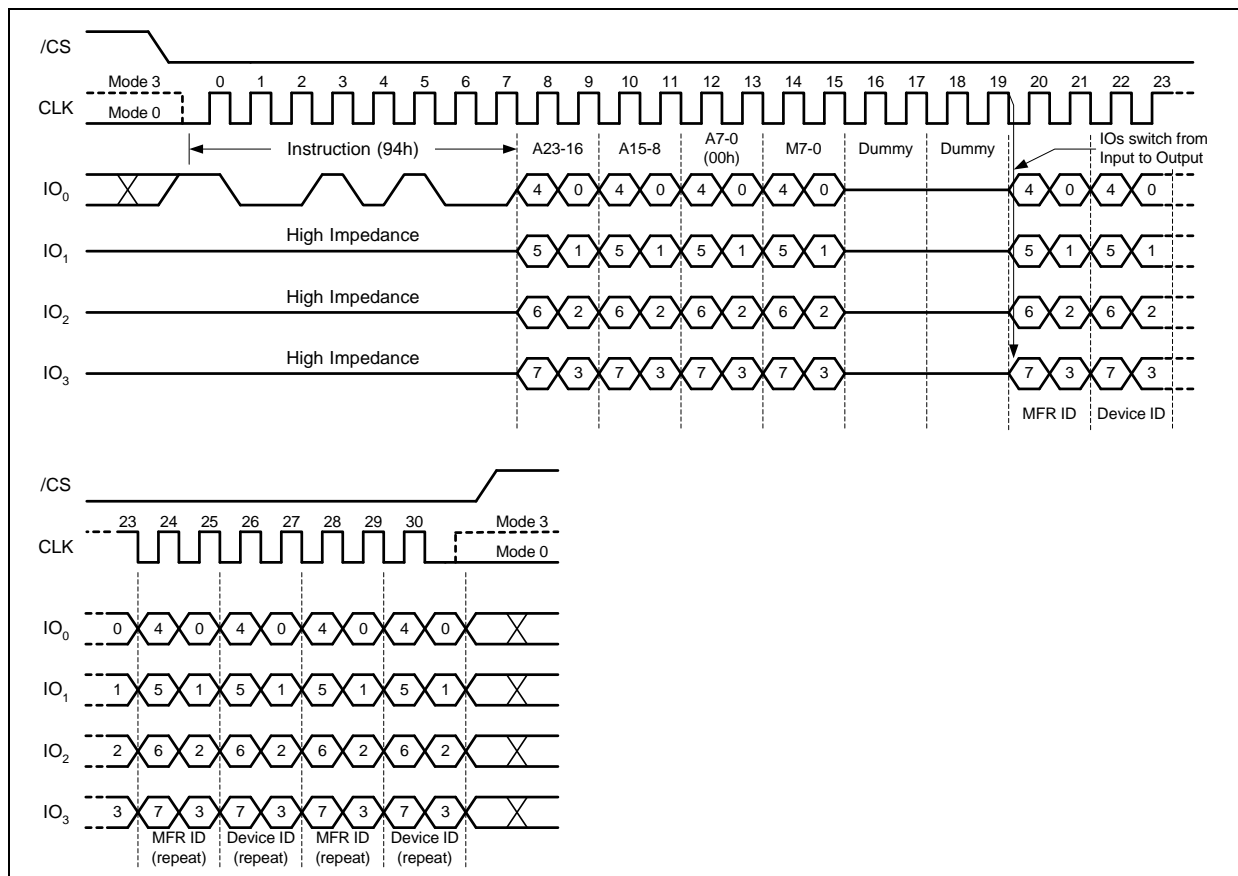 /CS
Mode 3 0 1 2 3 4 5 6 7 8 9 10 11 12 13 14 15 16 17 18 19 20 21 22 23
CLK Mode 0
Instruction (94h) A23-16 A15-8 A7-0 (00h) M7-0 Dummy Dummy IOs switch from Input to Output
IO0 4 0 4 0 4 0 4 0 4 0 4 0
High Impedance
IO1 5 1 5 1 5 1 5 1 5 1 5 1
High Impedance
IO2 6 2 6 2 6 2 6 2 6 2 6 2
High Impedance
IO3 7 3 7 3 7 3 7 3 7 3 7 3
MFR ID Device ID
/CS
23 24 25 26 27 28 29 30 Mode 3
CLK Mode 0
IO0 0 4 0 4 0 4 0 4 0
IO1 1 5 1 5 1 5 1 5 1
IO2 2 6 2 6 2 6 2 6 2
IO3 3 7 3 7 3 7 3 7 3
MFR ID (repeat) Device ID (repeat) MFR ID (repeat) Device ID (repeat)